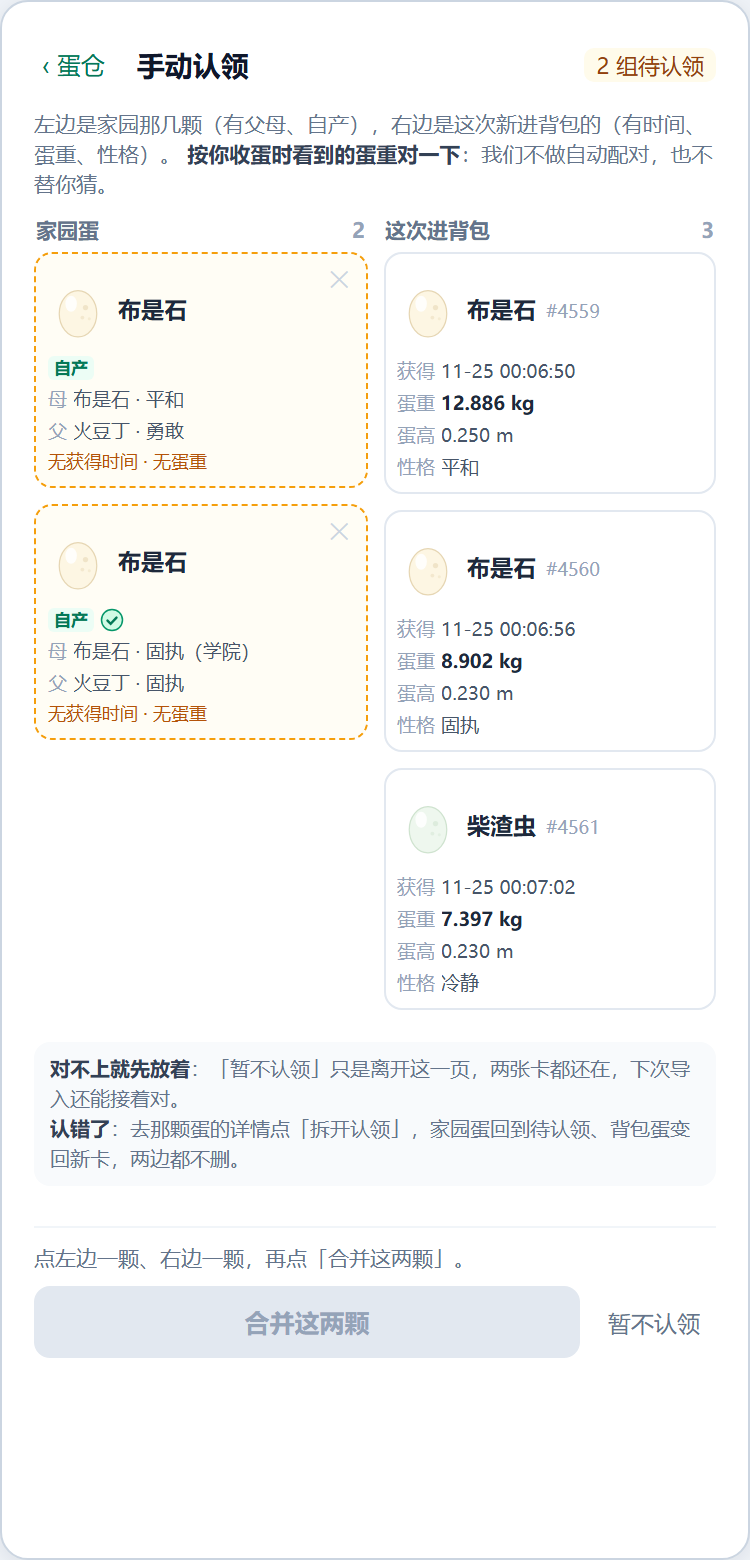 ‹ 蛋仓 手动认领 2 组待认领
左边是家园那几颗（有父母、自产），右边是这次新进背包的（有时间、
蛋重、性格）。按你收蛋时看到的蛋重对一下：我们不做自动配对，也不
替你猜。
家园蛋 2
布是石
自产
母 布是石 · 平和
父 火豆丁 · 勇敢
无获得时间 · 无蛋重
布是石
自产
母 布是石 · 固执（学院）
父 火豆丁 · 固执
无获得时间 · 无蛋重
这次进背包 3
布是石 #4559
获得 11-25 00:06:50
蛋重 12.886 kg
蛋高 0.250 m
性格 平和
布是石 #4560
获得 11-25 00:06:56
蛋重 8.902 kg
蛋高 0.230 m
性格 固执
柴渣虫 #4561
获得 11-25 00:07:02
蛋重 7.397 kg
蛋高 0.230 m
性格 冷静
对不上就先放着：「暂不认领」只是离开这一页，两张卡都还在，下次导
入还能接着对。
认错了：去那颗蛋的详情点「拆开认领」，家园蛋回到待认领、背包蛋变
回新卡，两边都不删。
点左边一颗、右边一颗，再点「合并这两颗」。
合并这两颗 暂不认领